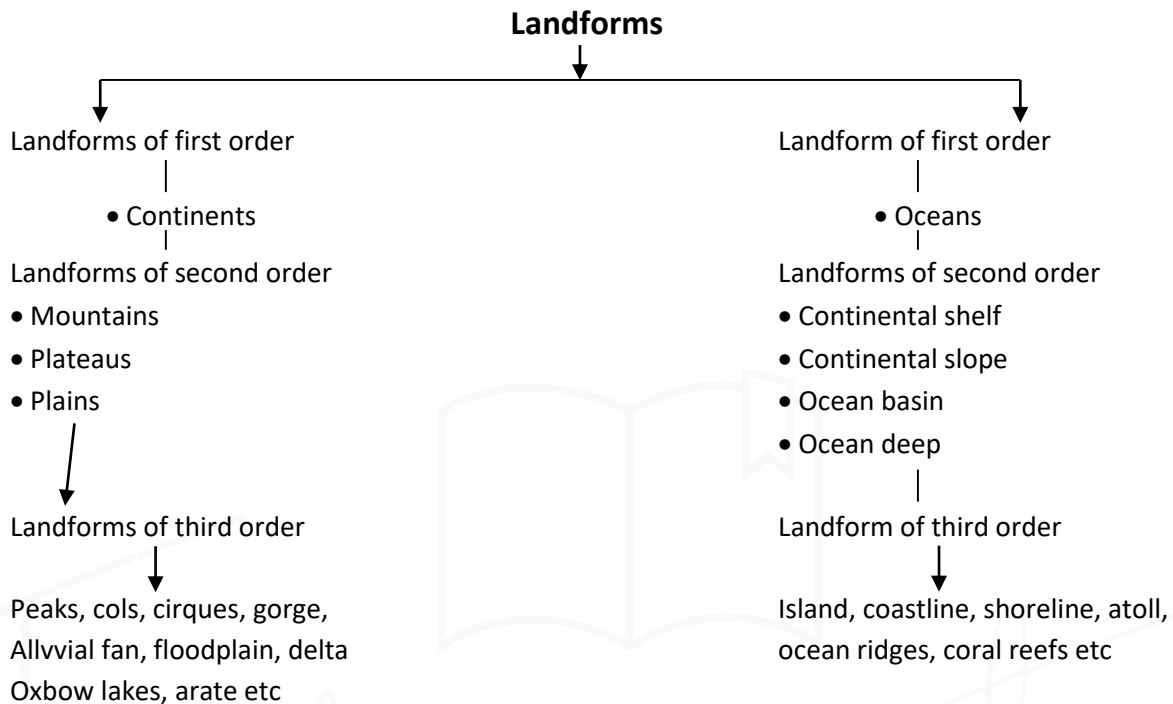 Landforms
Landforms of first order
• Continents
Landforms of second order
• Mountains
• Plateaus
• Plains
Landforms of third order
Peaks, cols, cirques, gorge,
Allvvial fan, floodplain, delta
Oxbow lakes, arate etc
Landform of first order
• Oceans
Landforms of second order
• Continental shelf
• Continental slope
• Ocean basin
• Ocean deep
Landform of third order
Island, coastline, shoreline, atoll,
ocean ridges, coral reefs etc